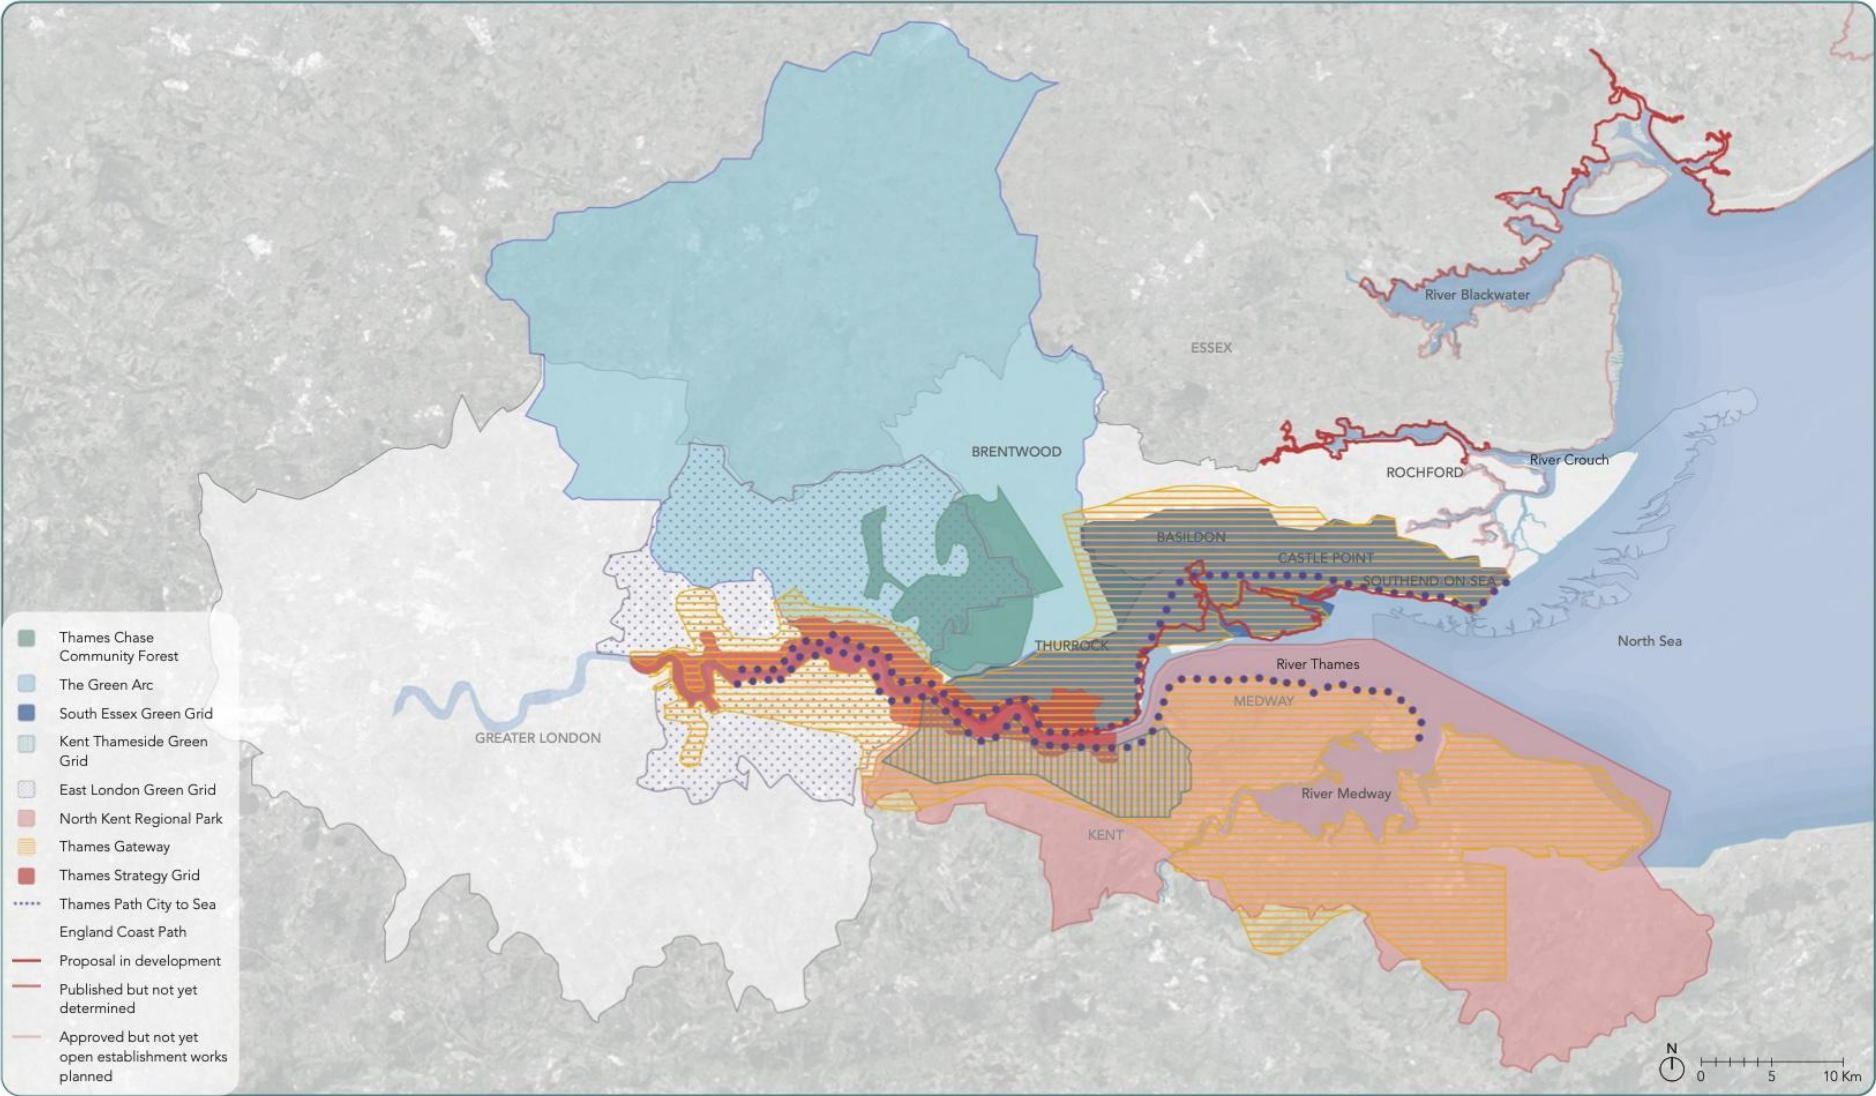 River Blackwater
ESSEX
BRENTWOOD
River Crouch
ROCHFORD
BASILDON
CASTLE POINT
SOUTHEND-ON-SEA
THURROCK
North Sea
River Thames
MEDWAY
GREATER LONDON
River Medway
KENT
Thames Chase
Community Forest
The Green Arc
South Essex Green Grid
Kent Thameside Green
Grid
East London Green Grid
North Kent Regional Park
Thames Gateway
Thames Strategy Grid
Thames Path City to Sea
England Coast Path
Proposal in development
Published but not yet
determined
Approved but not yet
open establishment works
planned
N
0 5 10 Km